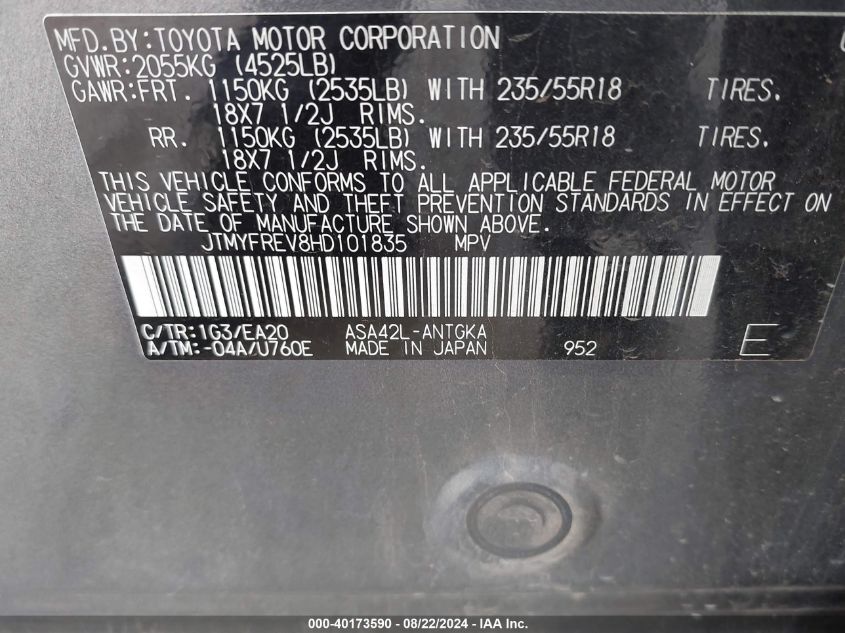 MFD.BY:TOYOTA MOTOR CORPORATION
GVWR:2055KG (4525LB)
GAWR:FRT. 1150KG (2535LB) WITH 235/55R18 TIRES.
18X7 1/2J RIMS.
RR. 1150KG (2535LB) WITH 235/55R18 TIRES.
18X7 1/2J RIMS.
THIS VEHICLE CONFORMS TO ALL APPLICABLE FEDERAL MOTOR
VEHICLE SAFETY AND THEFT PREVENTION STANDARDS IN EFFECT ON
THE DATE OF MANUFACTURE SHOWN ABOVE.
JTMYFREV8HD101835 MPV
C/TR:1G3/EA20 ASA42L-ANTGKA
A/TM:-04A/U760E MADE IN JAPAN 952 E
000-40173590 - 08/22/2024 - IAA Inc.